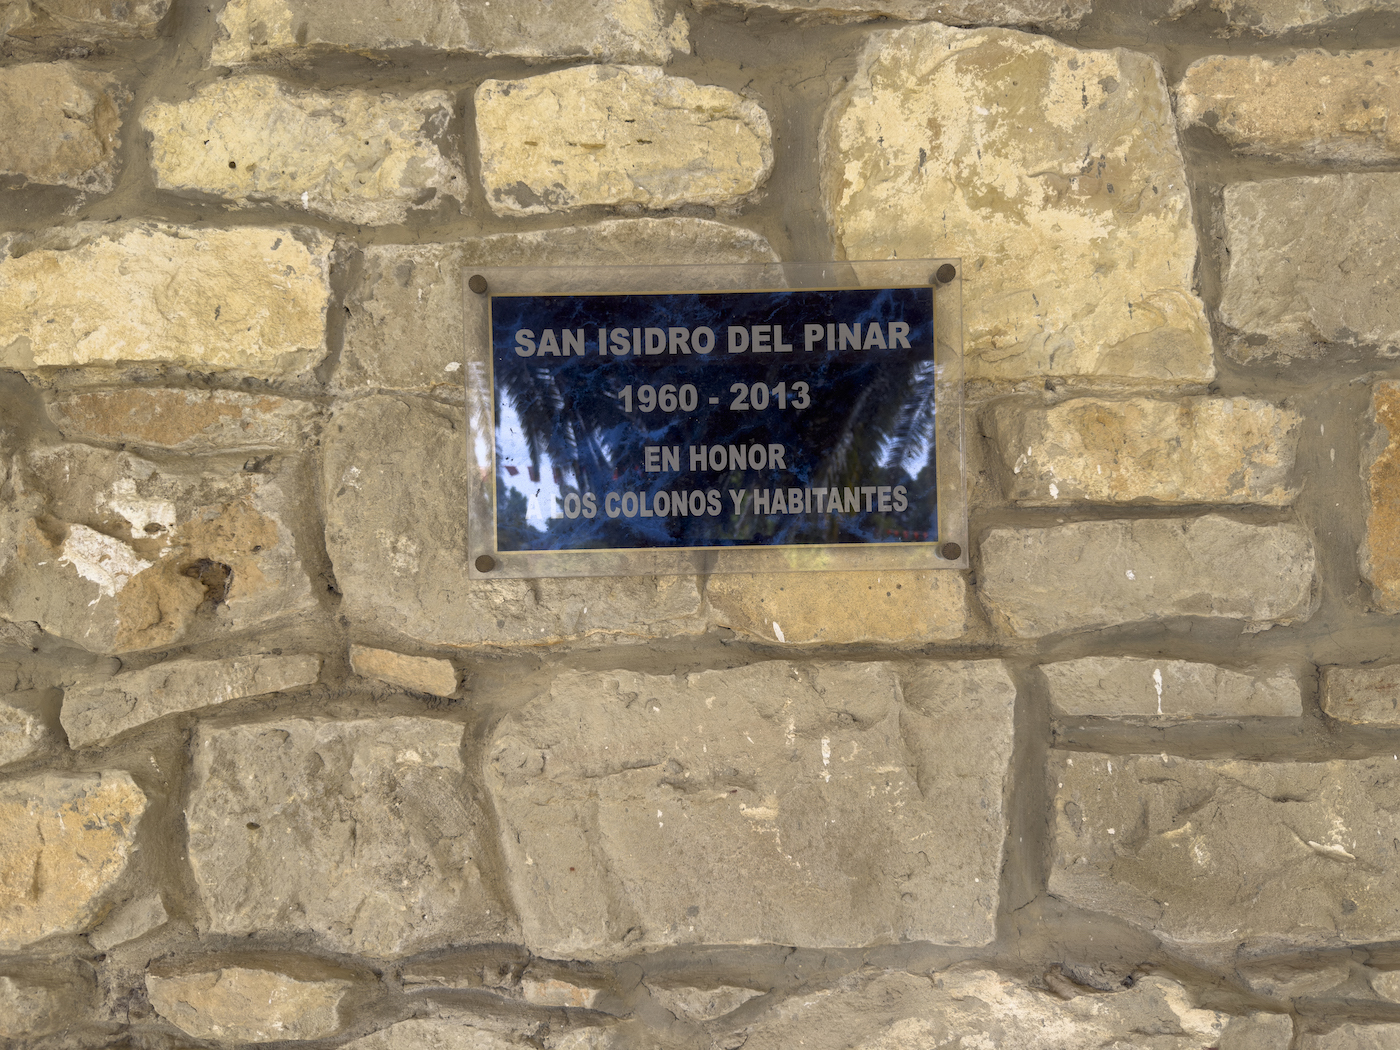 SAN ISIDRO DEL PINAR
1960 - 2013
EN HONOR
A LOS COLONOS Y HABITANTES